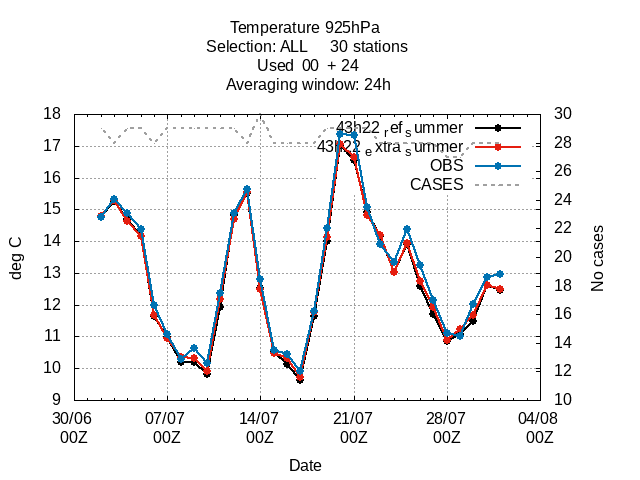 Temperature 925hPa
Selection: ALL 30 stations
Used 00 + 24
Averaging window: 24h
43h22refsummer
43h22extrasummer
OBS
CASES
deg C
18
17
16
15
14
13
12
11
10
9
No cases
30
28
26
24
22
20
18
16
14
12
10
30/06 07/07 14/07 21/07 28/07 04/08
00Z 00Z 00Z 00Z 00Z 00Z
Date